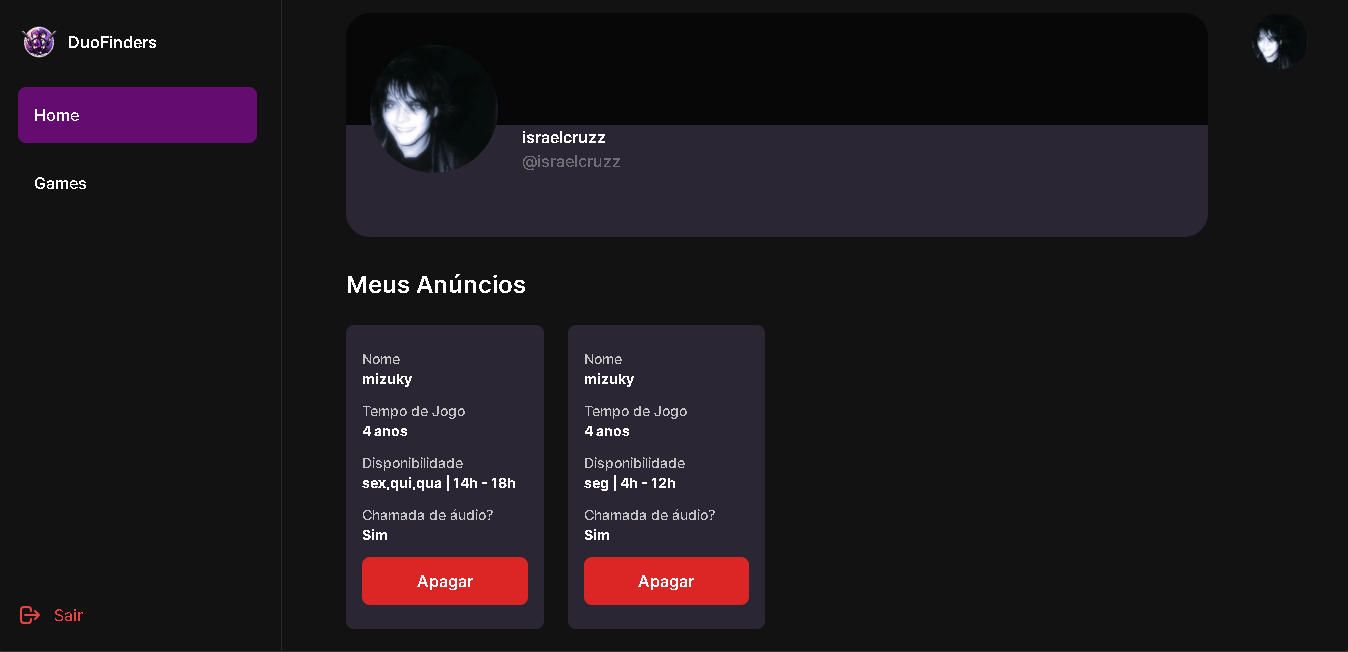 DuoFinders
Home
Games
Sair
israelcruzz
@israelcruzz
Meus Anúncios
Nome
mizuky
Tempo de Jogo
4 anos
Disponibilidade
sex,qui,qua | 14h - 18h
Chamada de áudio?
Sim
Apagar
Nome
mizuky
Tempo de Jogo
4 anos
Disponibilidade
seg | 4h - 12h
Chamada de áudio?
Sim
Apagar